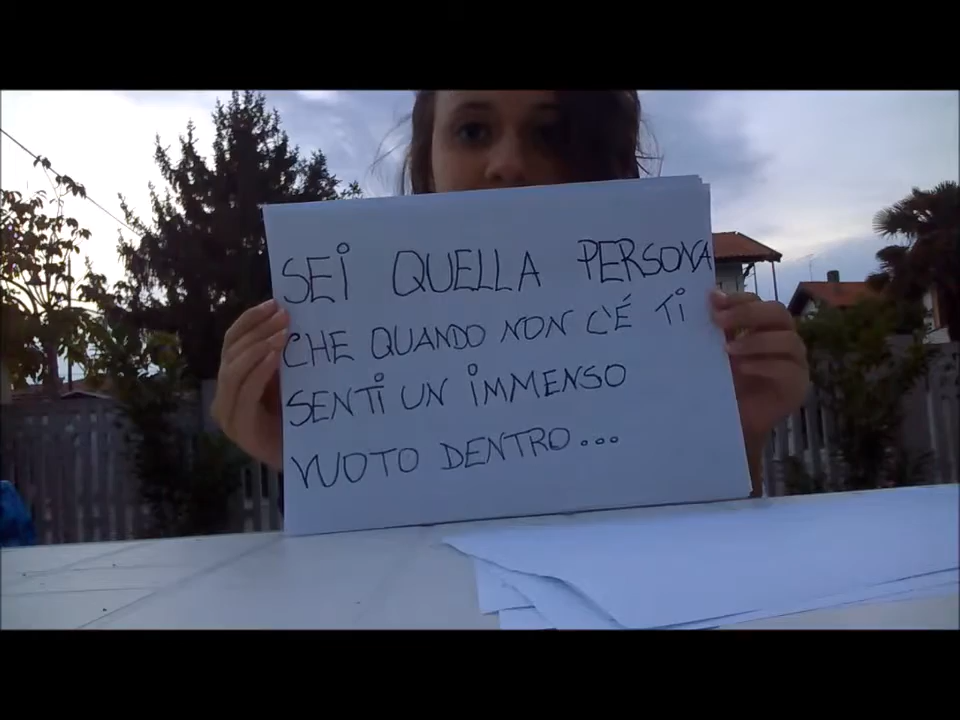 SEi QUELLA PERSONA
CHE QUANDO NON C'É Ti
SENTi UN iMMENSO
VUOTO DENTRO...